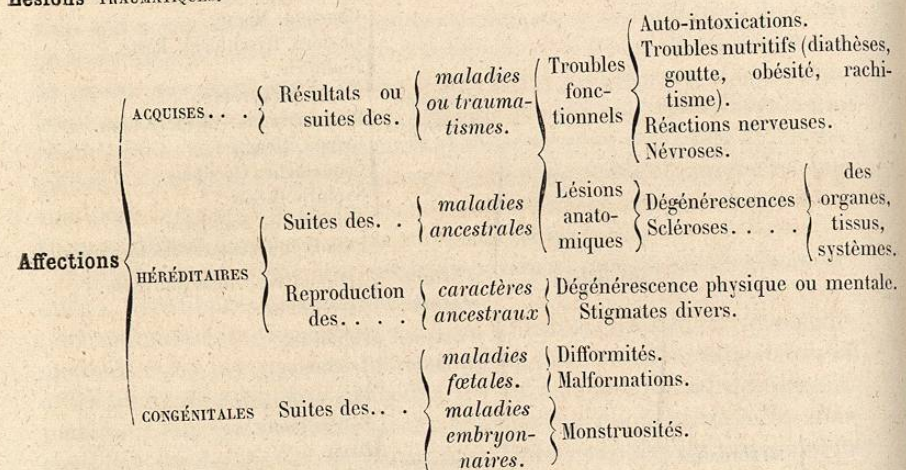 Lésions TRAUMATIQUES.
Affections
ACQUISES. . . Résultats ou
suites des.
maladies
ou trauma-
tismes.
HÉRÉDITAIRES
Suites des. .
maladies
ancestrales
Troubles
fonc-
tionnels
Auto-intoxications.
Troubles nutritifs (diathèses,
goutte, obésité, rachi-
tisme).
Réactions nerveuses.
Névroses.
Lésions
anato-
miques
Dégénérescences
Scléroses. . . .
des
organes,
tissus,
systèmes.
Reproduction
des. . . .
caractères
ancestraux
Dégénérescence physique ou mentale.
Stigmates divers.
CONGÉNITALES Suites des.. .
maladies
fœtales.
Difformités.
Malformations.
maladies
embryon-
naires.
Monstruosités.